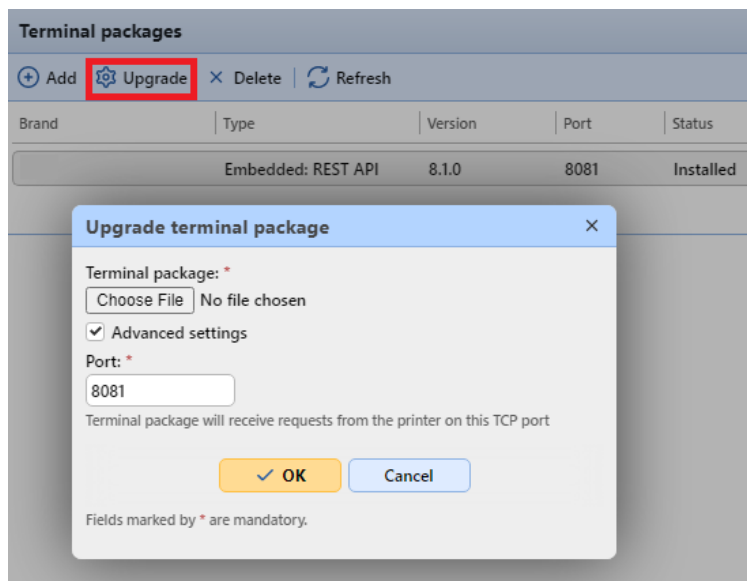 Terminal packages
Add Upgrade Delete Refresh
Brand Type Version Port Status
Embedded: REST API 8.1.0 8081 Installed
Upgrade terminal package
Terminal package: *
Choose File No file chosen
Advanced settings
Port: *
8081
Terminal package will receive requests from the printer on this TCP port
OK Cancel
Fields marked by * are mandatory.